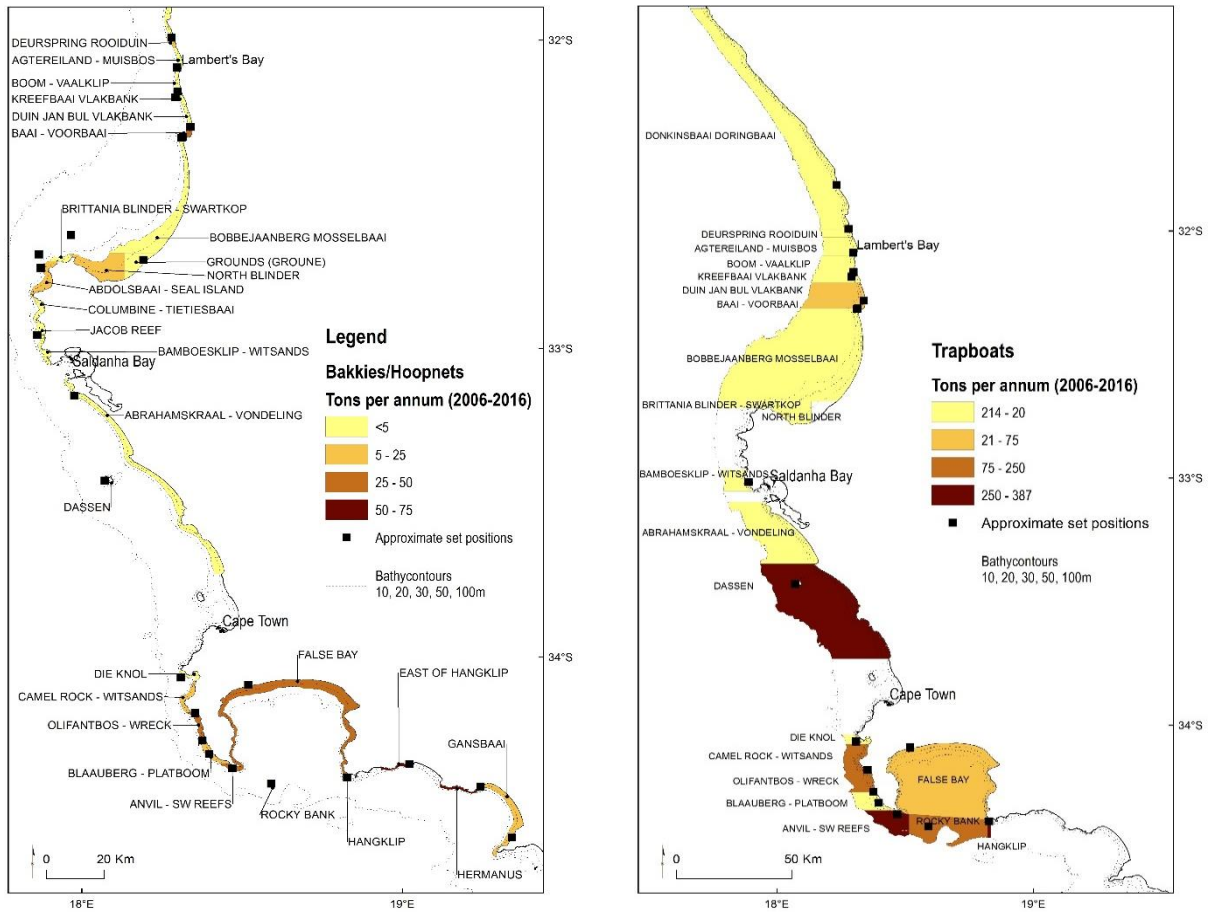 DEURSPRING ROOIDUIN
AGTEREILAND - MUISBOS
Lambert's Bay
BOOM - VAALKLIP
KREEFBAAI VLAKBANK
DUIN JAN BUL VLAKBANK
BAAI - VOORBAAI
BRITTANIA BLINDER - SWARTKOP
BOBBEJAANBERG MOSSELBAAI
GROUNDS (GROUNE)
NORTH BLINDER
ABDOLSBAAI - SEAL ISLAND
COLUMBINE - TIETIESBAAI
JACOB REEF
BAMBOESKLIP - WITSANDS
Saldanha Bay
ABRAHAMSKRAAL - VONDELING
DASSEN
Cape Town
DIE KNOL
FALSE BAY
EAST OF HANGKLIP
CAMEL ROCK - WITSANDS
OLIFANTBOS - WRECK
GANSBAAI
BLAAUBERG - PLATBOOM
ANVIL - SW REEFS
ROCKY BANK
HANGKLIP
HERMANUS
Legend
Bakkies/Hoopnets
Tons per annum (2006-2016)
<5
5 - 25
25 - 50
50 - 75
Approximate set positions
Bathycontours
10, 20, 30, 50, 100m
0 20 Km
32°S
33°S
34°S
18°E
19°E
DONKINSBAAI DORINGBAAI
DEURSPRING ROOIDUIN
AGTEREILAND - MUISBOS
Lambert's Bay
BOOM - VAALKLIP
KREEFBAAI VLAKBANK
DUIN JAN BUL VLAKBANK
BAAI - VOORBAAI
BOBBEJAANBERG MOSSELBAAI
BRITTANIA BLINDER - SWARTKOP
NORTH BLINDER
BAMBOESKLIP - WITSANDS
Saldanha Bay
ABRAHAMSKRAAL - VONDELING
DASSEN
Cape Town
DIE KNOL
CAMEL ROCK - WITSANDS
OLIFANTBOS - WRECK
FALSE BAY
BLAAUBERG - PLATBOOM
ROCKY BANK
ANVIL - SW REEFS
HANGKLIP
Trapboats
Tons per annum (2006-2016)
214 - 20
21 - 75
75 - 250
250 - 387
Approximate set positions
Bathycontours
10, 20, 30, 50, 100m
0 50 Km
32°S
33°S
34°S
18°E
19°E